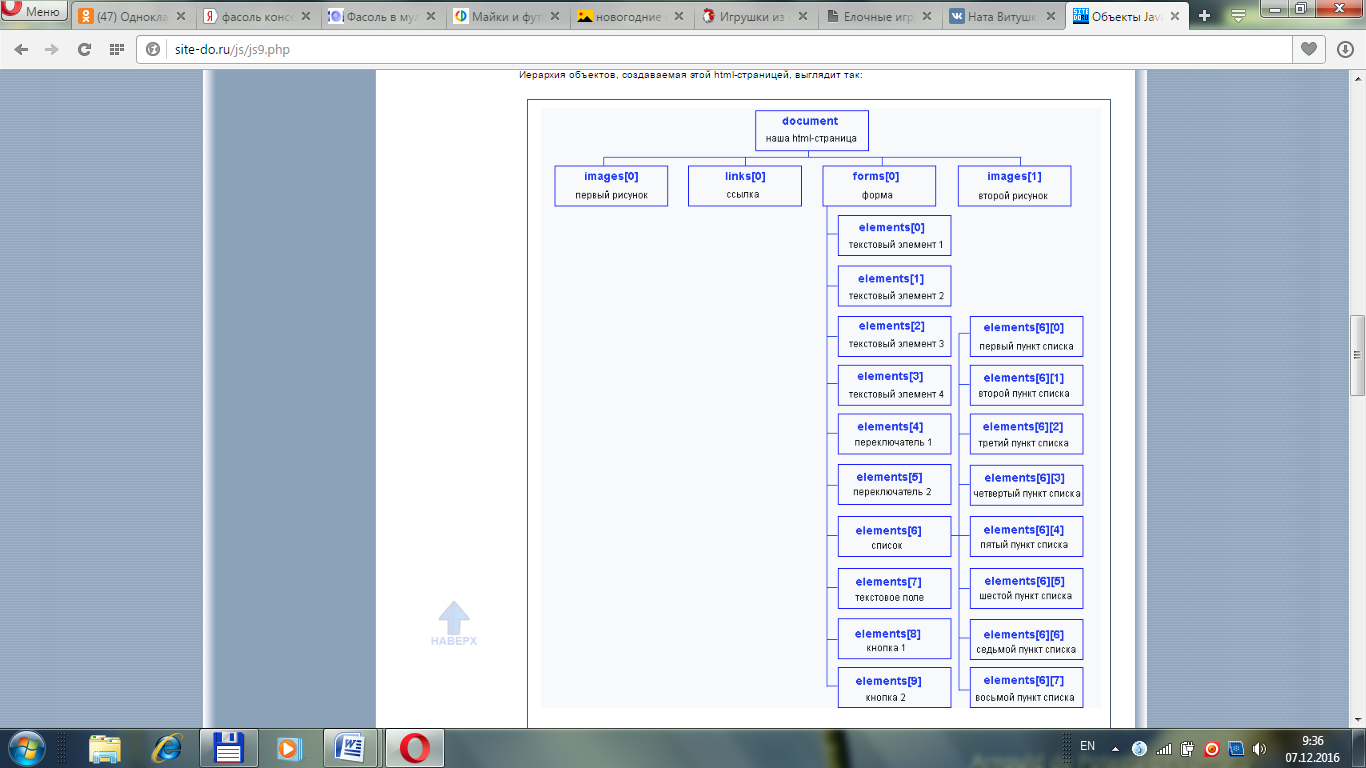 Меню
(47) Однокла
фасоль консе
Фасоль в мул
Майки и фут
новогодние
Игрушки из
Елочные игр
Ната Витушк
Объекты Java
site-do.ru/js/js9.php
Иерархия объектов, создаваемая этой html-страницей, выглядит так:
document
наша html-страница
images[0]
первый рисунок
links[0]
ссылка
forms[0]
форма
images[1]
второй рисунок
elements[0]
текстовый элемент 1
elements[1]
текстовый элемент 2
elements[2]
текстовый элемент 3
elements[3]
текстовый элемент 4
elements[4]
переключатель 1
elements[5]
переключатель 2
elements[6]
список
elements[7]
текстовое поле
elements[8]
кнопка 1
elements[9]
кнопка 2
elements[6][0]
первый пункт списка
elements[6][1]
второй пункт списка
elements[6][2]
третий пункт списка
elements[6][3]
четвертый пункт списка
elements[6][4]
пятый пункт списка
elements[6][5]
шестой пункт списка
elements[6][6]
седьмой пункт списка
elements[6][7]
восьмой пункт списка
НАВЕРХ
EN
9:36
07.12.2016